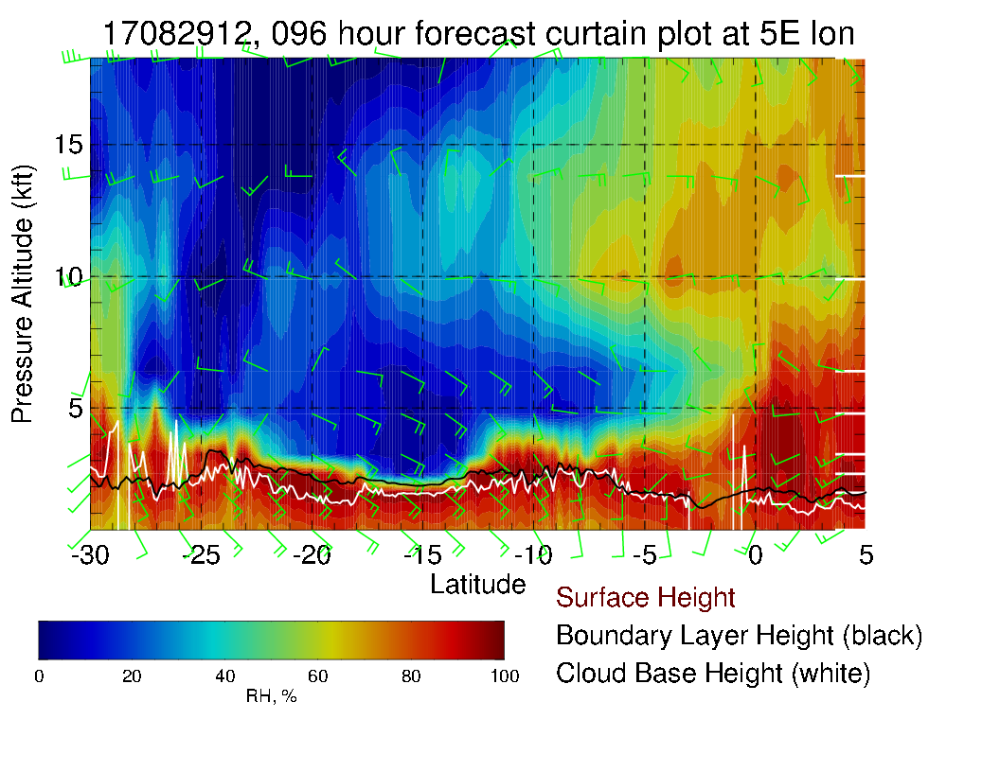 17082912, 096 hour forecast curtain plot at 5E lon
Pressure Altitude (kft)
15
10
5
-30 -25 -20 -15 -10 -5 0 5
Latitude
Surface Height
Boundary Layer Height (black)
Cloud Base Height (white)
0 20 40 60 80 100
RH, %